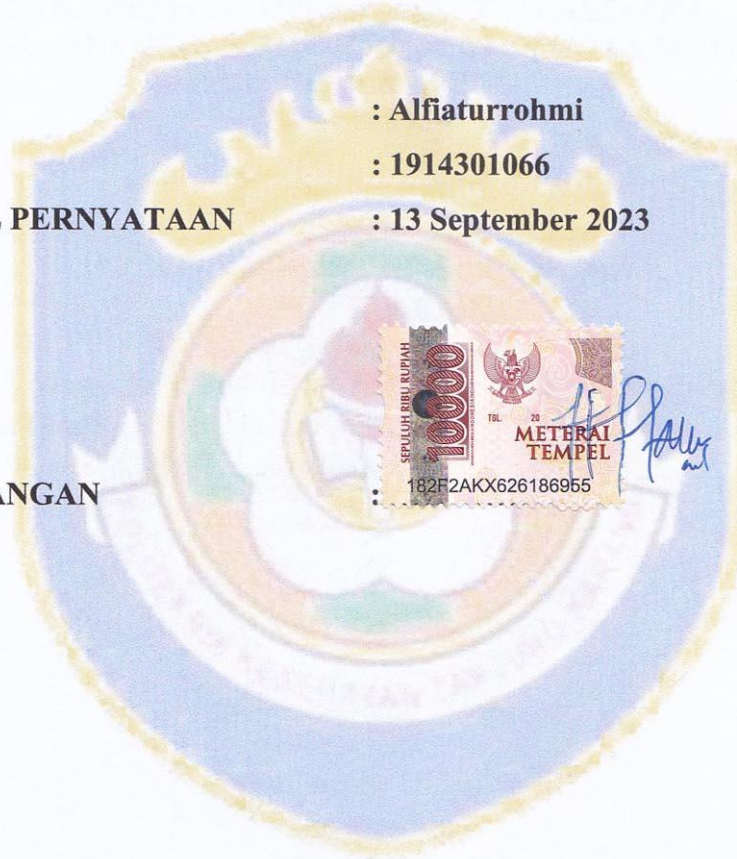 : Alfiaturrohmi
: 1914301066
PERNYATAAN : 13 September 2023
SEPULUH RIBU RUPIAH
10000
TGL. 20
METERAI
TEMPEL
182F2AKX626186955
ANGAN :